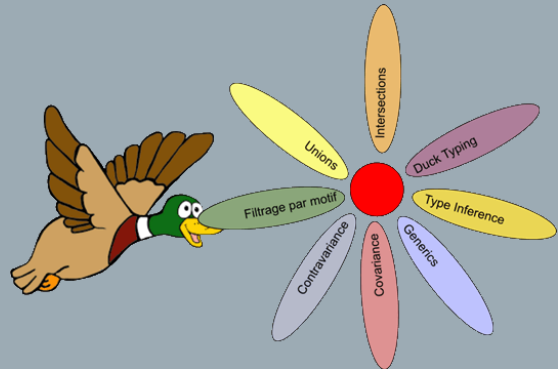 Intersections
Duck Typing
Unions
Type Inference
Filtrage par motif
Generics
Contravariance
Covariance